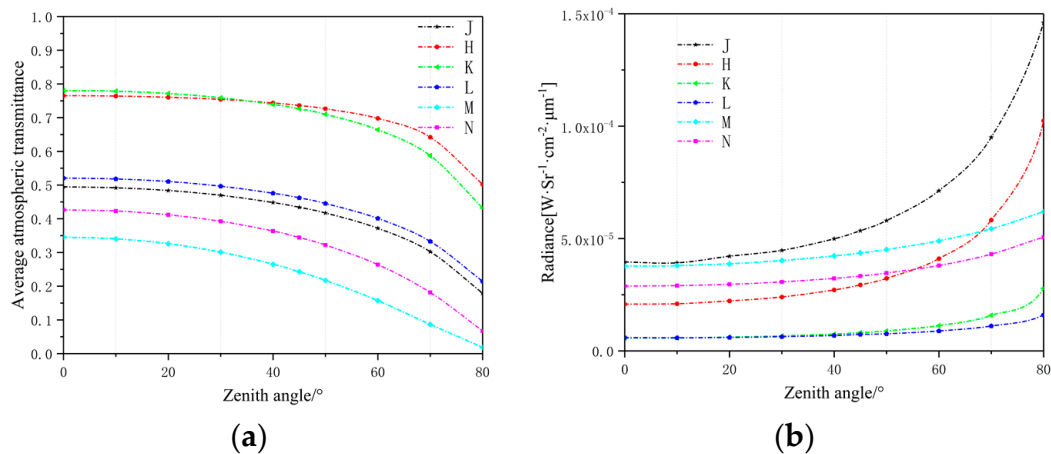 1.0
0.9
0.8
0.7
0.6
0.5
0.4
0.3
0.2
0.1
0.0
Average atmospheric transmittance
J
H
K
L
M
N
0 20 40 60 80
Zenith angle/°
(a)
1.5x10⁻⁴
1.0x10⁻⁴
5.0x10⁻⁵
0.0
Radiance[W·Sr⁻¹·cm⁻²·μm⁻¹]
J
H
K
L
M
N
0 20 40 60 80
Zenith angle/°
(b)